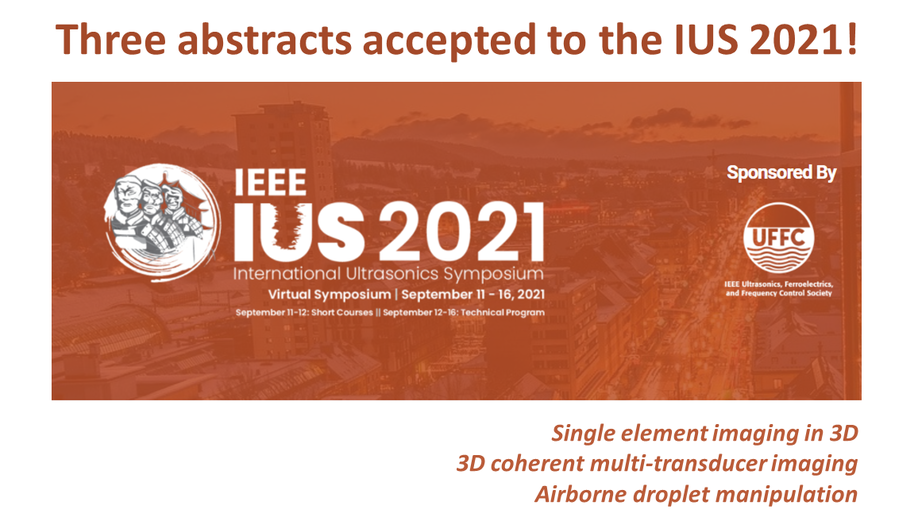 Three abstracts accepted to the IUS 2021!
IEEE
IUS 2021
International Ultrasonics Symposium
Virtual Symposium | September 11 - 16, 2021
September 11-12: Short Courses || September 12-16: Technical Program
Sponsored By
UFFC
IEEE Ultrasonics, Ferroelectrics,
and Frequency Control Society
Single element imaging in 3D
3D coherent multi-transducer imaging
Airborne droplet manipulation